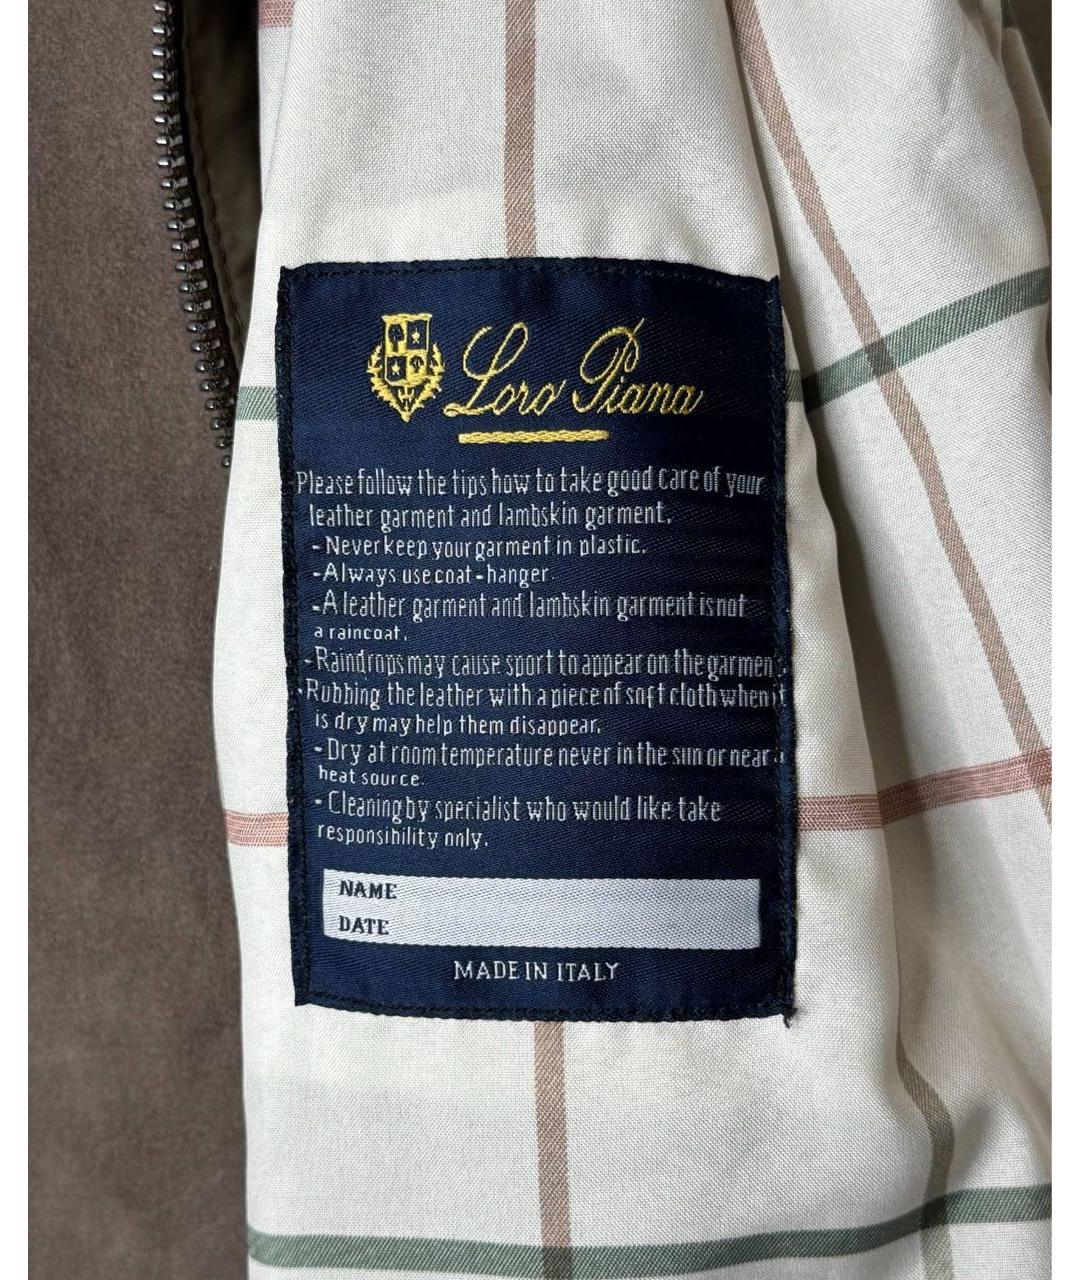 Loro Piana
Please follow the tips how to take good care of your
leather garment and lambskin garment.
- Never keep your garment in plastic.
- Always use coat - hanger.
- A leather garment and lambskin garment is not
a raincoat.
- Raindrops may cause sport to appear on the garment.
- Rubbing the leather with a piece of soft cloth when it
is dry may help them disappear.
- Dry at room temperature never in the sun or near a
heat source.
- Cleaning by specialist who would like take
responsihility only.
NAME
DATE
MADE IN ITALY